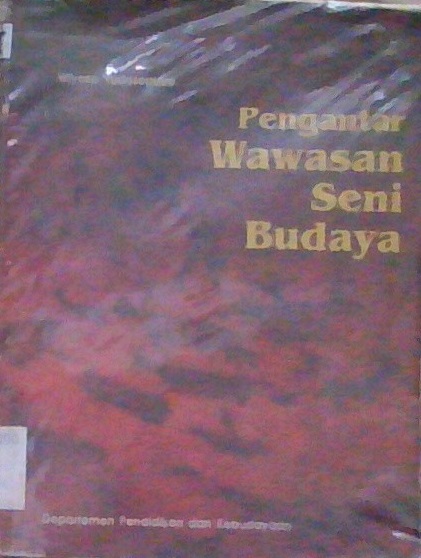 Pengantar
Wawasan
Seni
Budaya
Departemen Pendidikan dan Kebudayaan